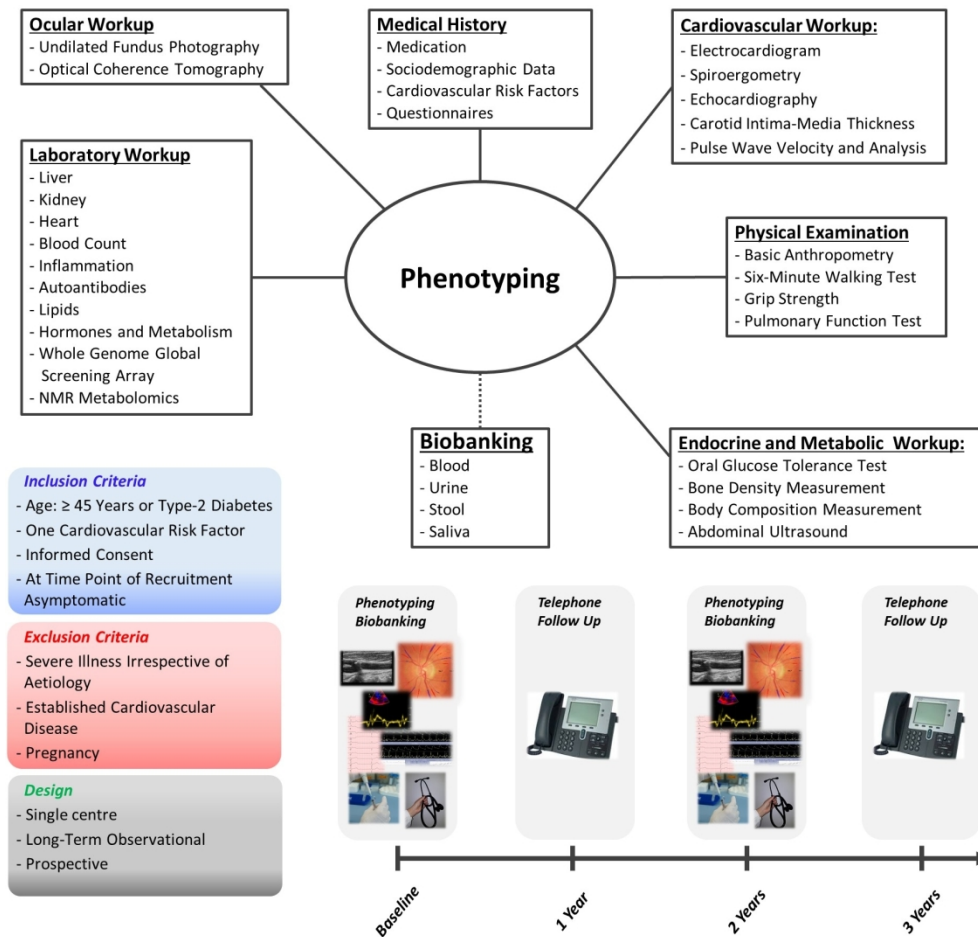 Ocular Workup
- Undilated Fundus Photography
- Optical Coherence Tomography
Medical History
- Medication
- Sociodemographic Data
- Cardiovascular Risk Factors
- Questionnaires
Cardiovascular Workup:
- Electrocardiogram
- Spiroergometry
- Echocardiography
- Carotid Intima-Media Thickness
- Pulse Wave Velocity and Analysis
Laboratory Workup
- Liver
- Kidney
- Heart
- Blood Count
- Inflammation
- Autoantibodies
- Lipids
- Hormones and Metabolism
- Whole Genome Global
Screening Array
- NMR Metabolomics
Phenotyping
Physical Examination
- Basic Anthropometry
- Six-Minute Walking Test
- Grip Strength
- Pulmonary Function Test
Biobanking
- Blood
- Urine
- Stool
- Saliva
Endocrine and Metabolic Workup:
- Oral Glucose Tolerance Test
- Bone Density Measurement
- Body Composition Measurement
- Abdominal Ultrasound
Inclusion Criteria
- Age: ≥ 45 Years or Type-2 Diabetes
- One Cardiovascular Risk Factor
- Informed Consent
- At Time Point of Recruitment
Asymptomatic
Exclusion Criteria
- Severe Illness Irrespective of
Aetiology
- Established Cardiovascular
Disease
- Pregnancy
Design
- Single centre
- Long-Term Observational
- Prospective
Phenotyping
Biobanking
Telephone
Follow Up
Phenotyping
Biobanking
Telephone
Follow Up
Baseline
1 Year
2 Years
3 Years